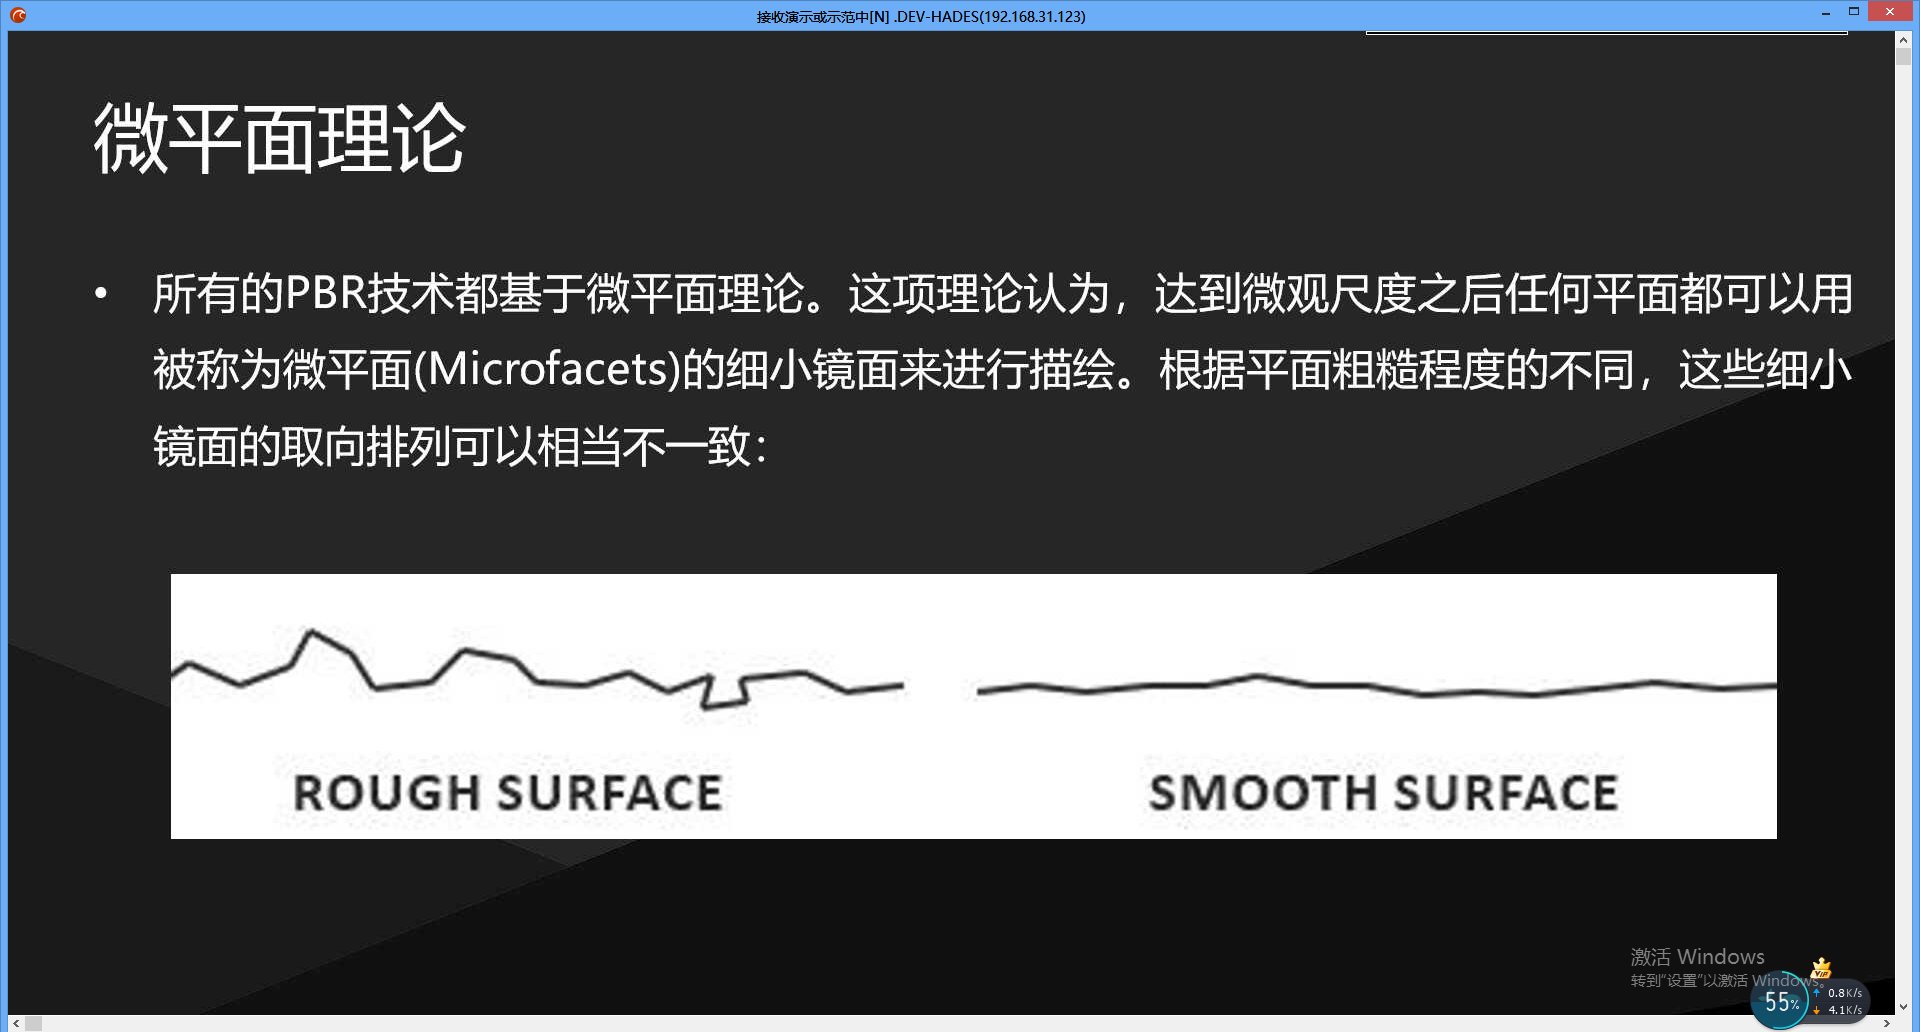 接收演示或示范中[N] .DEV-HADES(192.168.31.123)
微平面理论
• 所有的PBR技术都基于微平面理论。这项理论认为，达到微观尺度之后任何平面都可以用
被称为微平面(Microfacets)的细小镜面来进行描绘。根据平面粗糙程度的不同，这些细小
镜面的取向排列可以相当不一致：
ROUGH SURFACE
SMOOTH SURFACE
激活 Windows
转到“设置”以激活 Windows。
VIP
55%
0.8K/s
4.1K/s